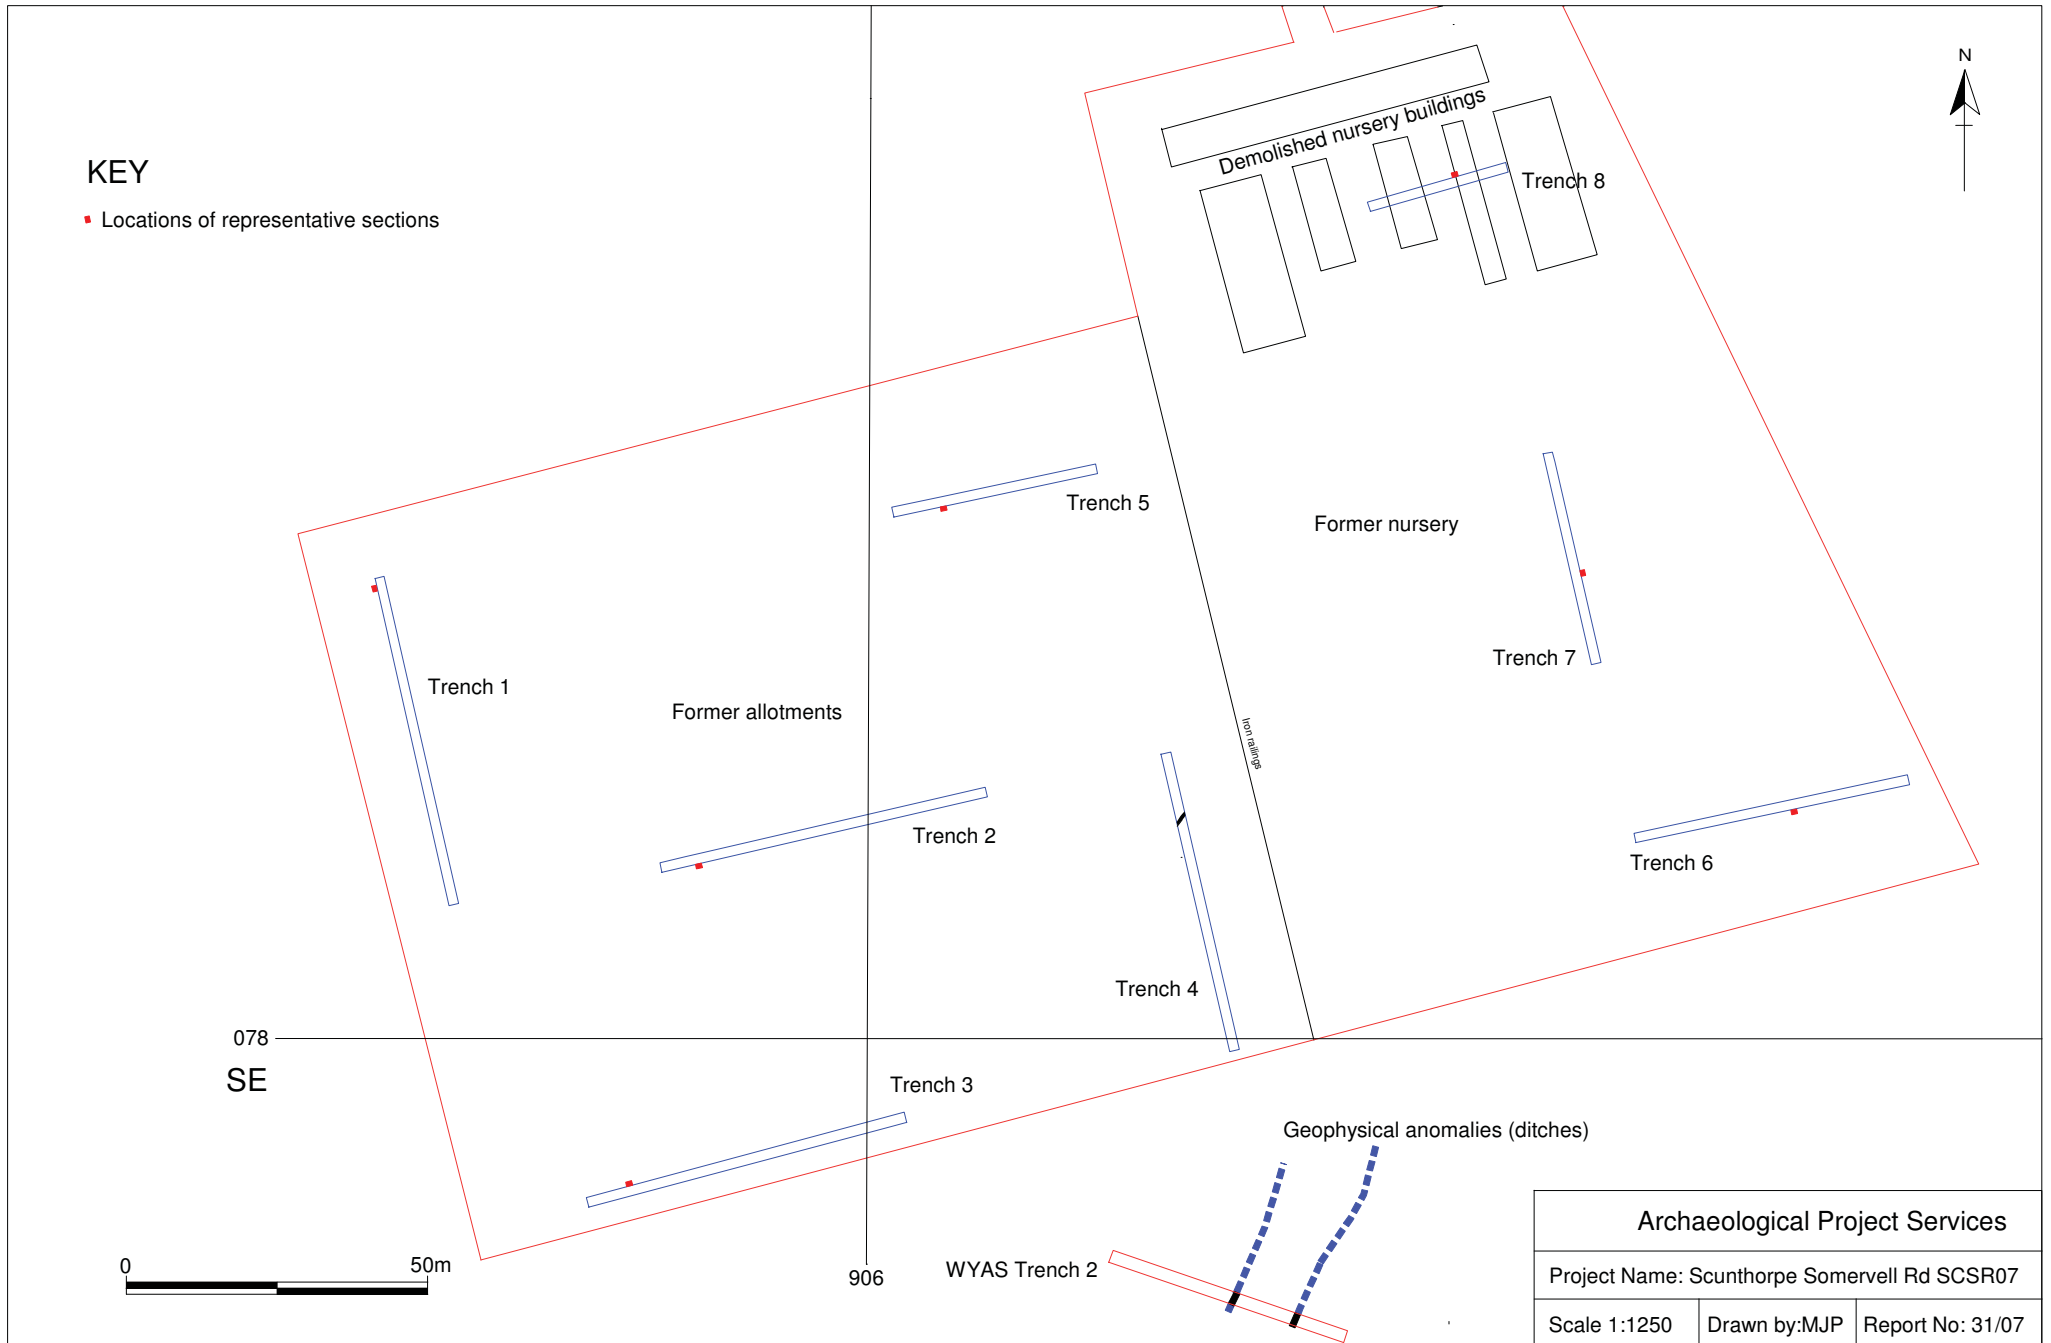 N
KEY
Locations of representative sections
Demolished nursery buildings
Trench 8
Trench 5
Former nursery
Trench 7
Trench 1
Former allotments
Iron railings
Trench 2
Trench 6
Trench 4
078
SE
Trench 3
Geophysical anomalies (ditches)
0 50m
906
WYAS Trench 2
Archaeological Project Services
Project Name: Scunthorpe Somervell Rd SCSR07
Scale 1:1250 Drawn by:MJP Report No: 31/07